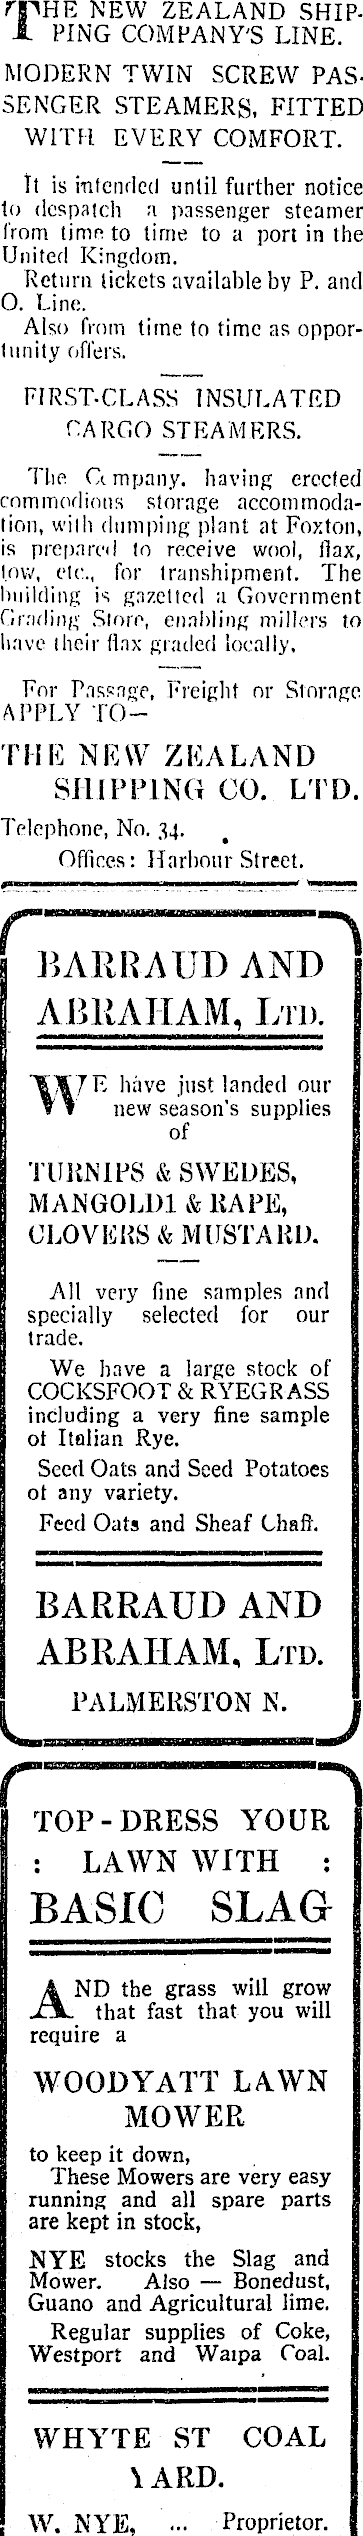 THE NEW ZEALAND SHIP-
PING COMPANY'S LINE.
MODERN TWIN SCREW PAS-
SENGER STEAMERS, FITTED
WITH EVERY COMFORT.
It is intended until further notice
to despatch a passenger steamer
from time to time to a port in the
United Kingdom.
Return tickets available by P. and
O. Line.
Also from time to time as oppor-
tunity offers.
FIRST-CLASS INSULATED
CARGO STEAMERS.
The Company, having erected
commodious storage accommoda-
tion, with dumping plant at Foxton,
is prepared to receive wool, flax,
tow, etc., for transhipment. The
building is gazetted a Government
Grading Store, enabling millers to
have their flax graded locally.
For Passage, Freight or Storage
APPLY TO—
THE NEW ZEALAND
SHIPPING CO. LTD.
Telephone, No. 34.
Offices: Harbour Street.
BARRAUD AND
ABRAHAM, LTD.
WE have just landed our
new season's supplies
of
TURNIPS & SWEDES,
MANGOLD1 & RAPE,
CLOVERS & MUSTARD.
All very fine samples and
specially selected for our
trade.
We have a large stock of
COCKSFOOT & RYEGRASS
including a very fine sample
of Italian Rye.
Seed Oats and Seed Potatoes
of any variety.
Feed Oats and Sheaf Chaff.
BARRAUD AND
ABRAHAM, LTD.
PALMERSTON N.
TOP-DRESS YOUR
: LAWN WITH :
BASIC SLAG
AND the grass will grow
that fast that you will
require a
WOODYATT LAWN
MOWER
to keep it down,
These Mowers are very easy
running and all spare parts
are kept in stock,
NYE stocks the Slag and
Mower. Also — Bonedust,
Guano and Agricultural lime.
Regular supplies of Coke,
Westport and Waipa Coal.
WHYTE ST COAL
YARD.
W. NYE, ... Proprietor.